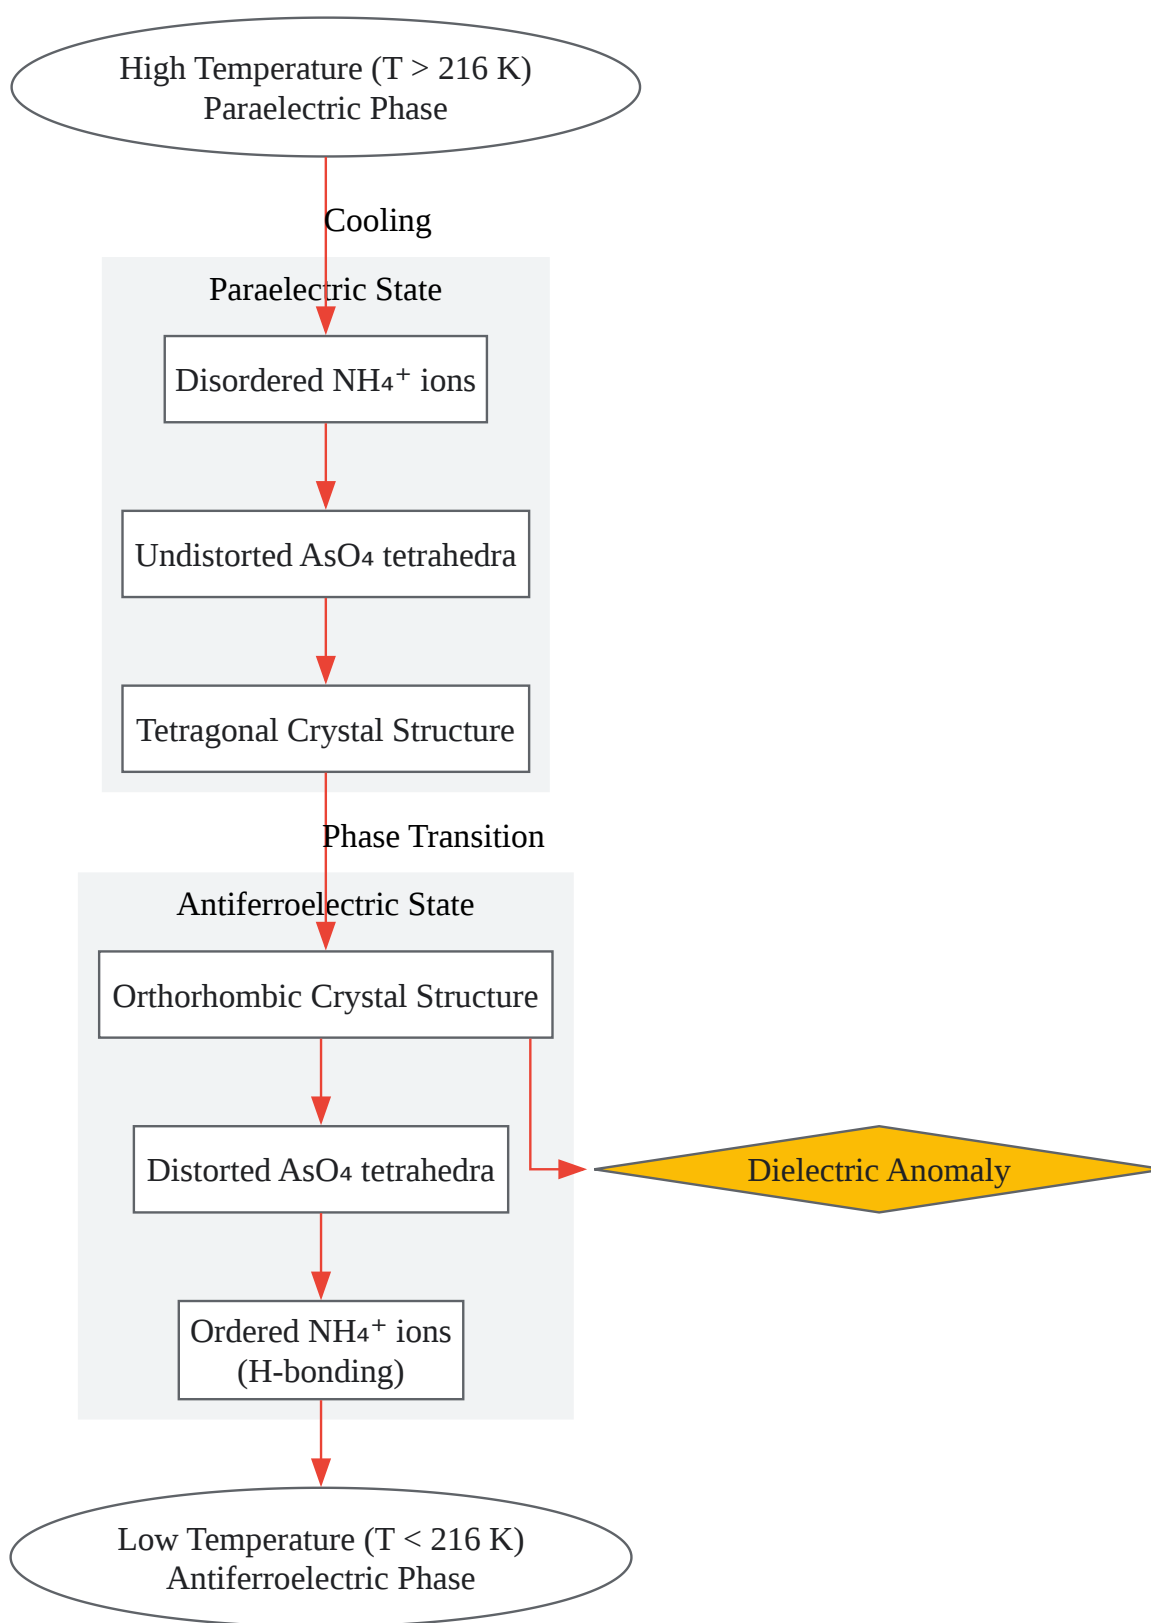 High Temperature (T > 216 K)
Paraelectric Phase
Cooling
Paraelectric State
Disordered NH₄⁺ ions
Undistorted AsO₄ tetrahedra
Tetragonal Crystal Structure
Phase Transition
Antiferroelectric State
Orthorhombic Crystal Structure
Distorted AsO₄ tetrahedra
Dielectric Anomaly
Ordered NH₄⁺ ions
(H-bonding)
Low Temperature (T < 216 K)
Antiferroelectric Phase